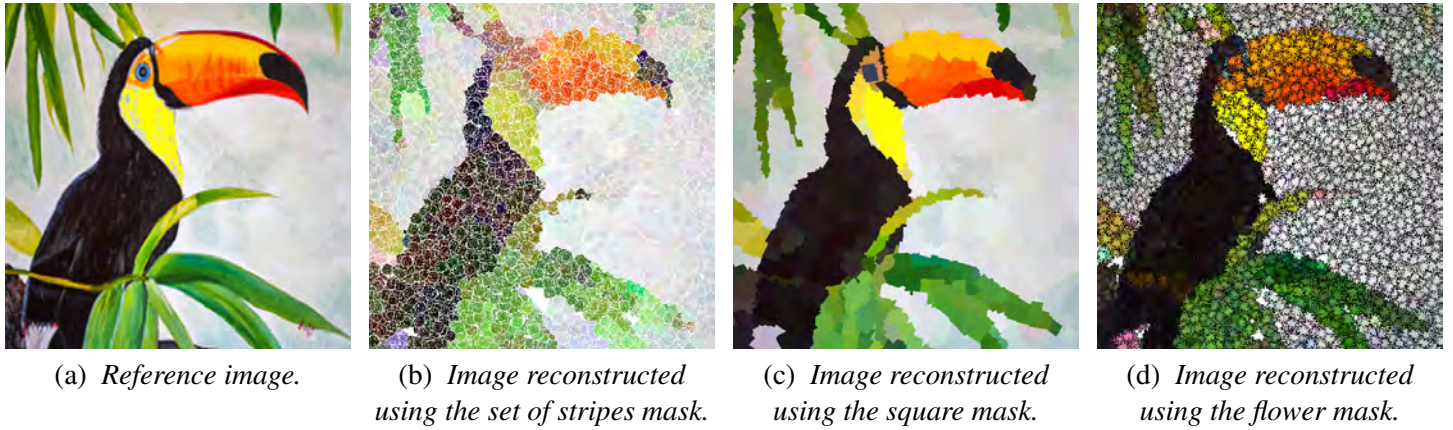 (a) Reference image.
(b) Image reconstructed
using the set of stripes mask.
(c) Image reconstructed
using the square mask.
(d) Image reconstructed
using the flower mask.